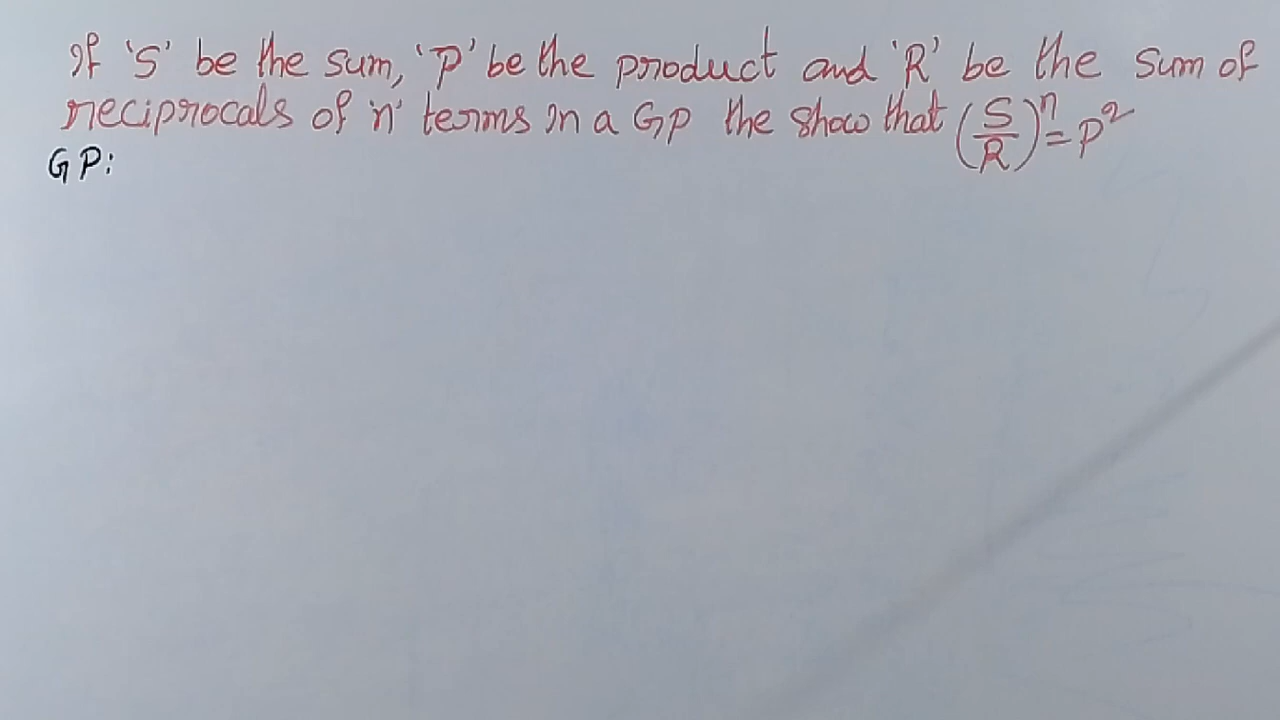 If 'S' be the sum, 'P' be the product and 'R' be the sum of
reciprocals of 'n' terms in a GP the show that (S/R)^n = P^2
GP: